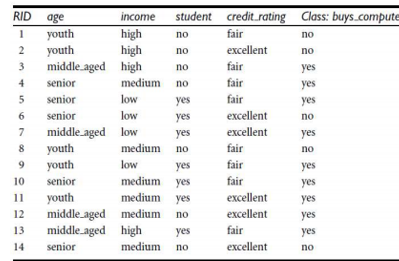 RID age income student credit_rating Class: buys_compute
1 youth high no fair no
2 youth high no excellent no
3 middle_aged high no fair yes
4 senior medium no fair yes
5 senior low yes fair yes
6 senior low yes excellent no
7 middle_aged low yes excellent yes
8 youth medium no fair no
9 youth low yes fair yes
10 senior medium yes fair yes
11 youth medium yes excellent yes
12 middle_aged medium no excellent yes
13 middle_aged high yes fair yes
14 senior medium no excellent no